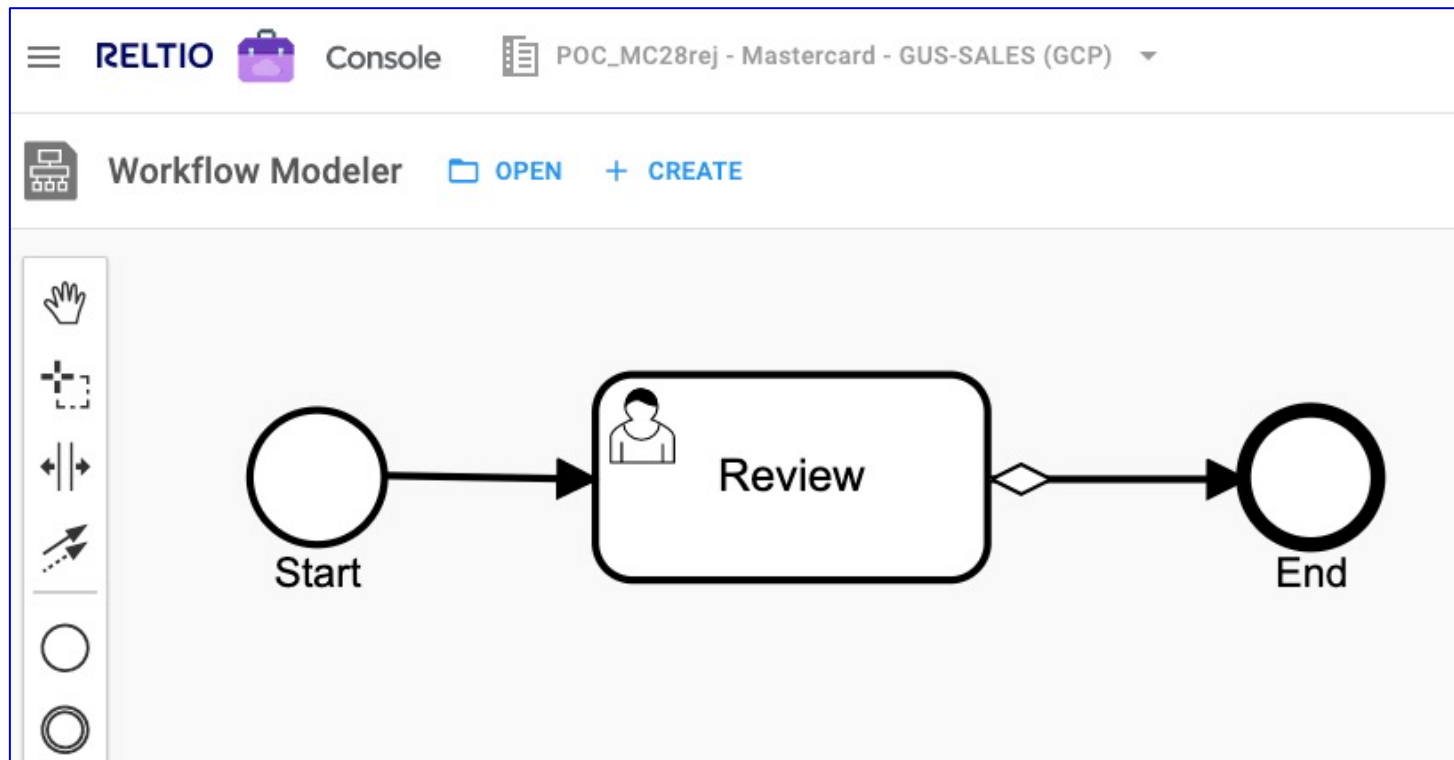 RELTIO Console POC_MC28rej - Mastercard - GUS-SALES (GCP)
Workflow Modeler OPEN + CREATE
Review
Start
End